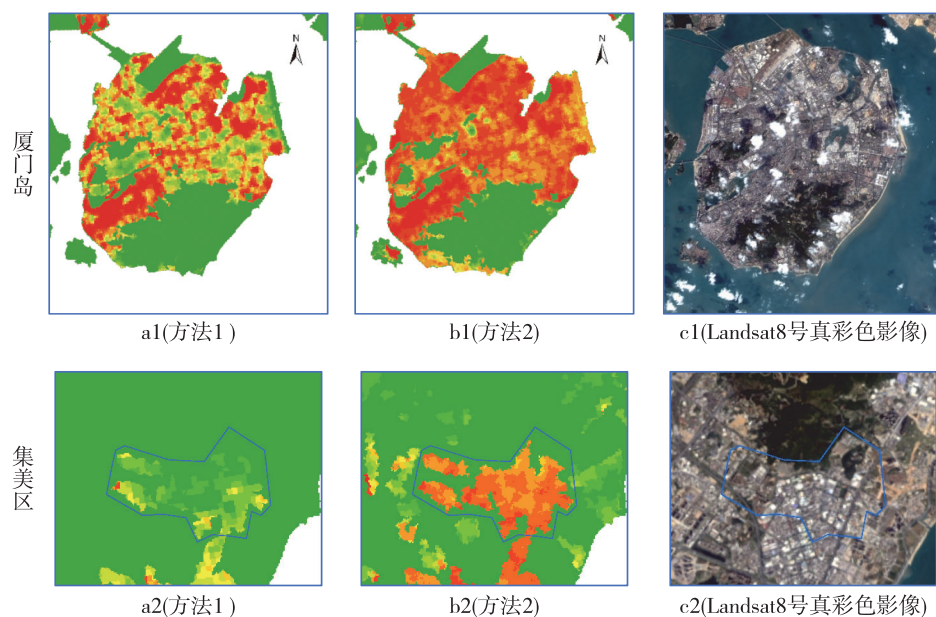 N
N
厦门岛
a1(方法1)
b1(方法2)
c1(Landsat8号真彩色影像)
集美区
a2(方法1)
b2(方法2)
c2(Landsat8号真彩色影像)